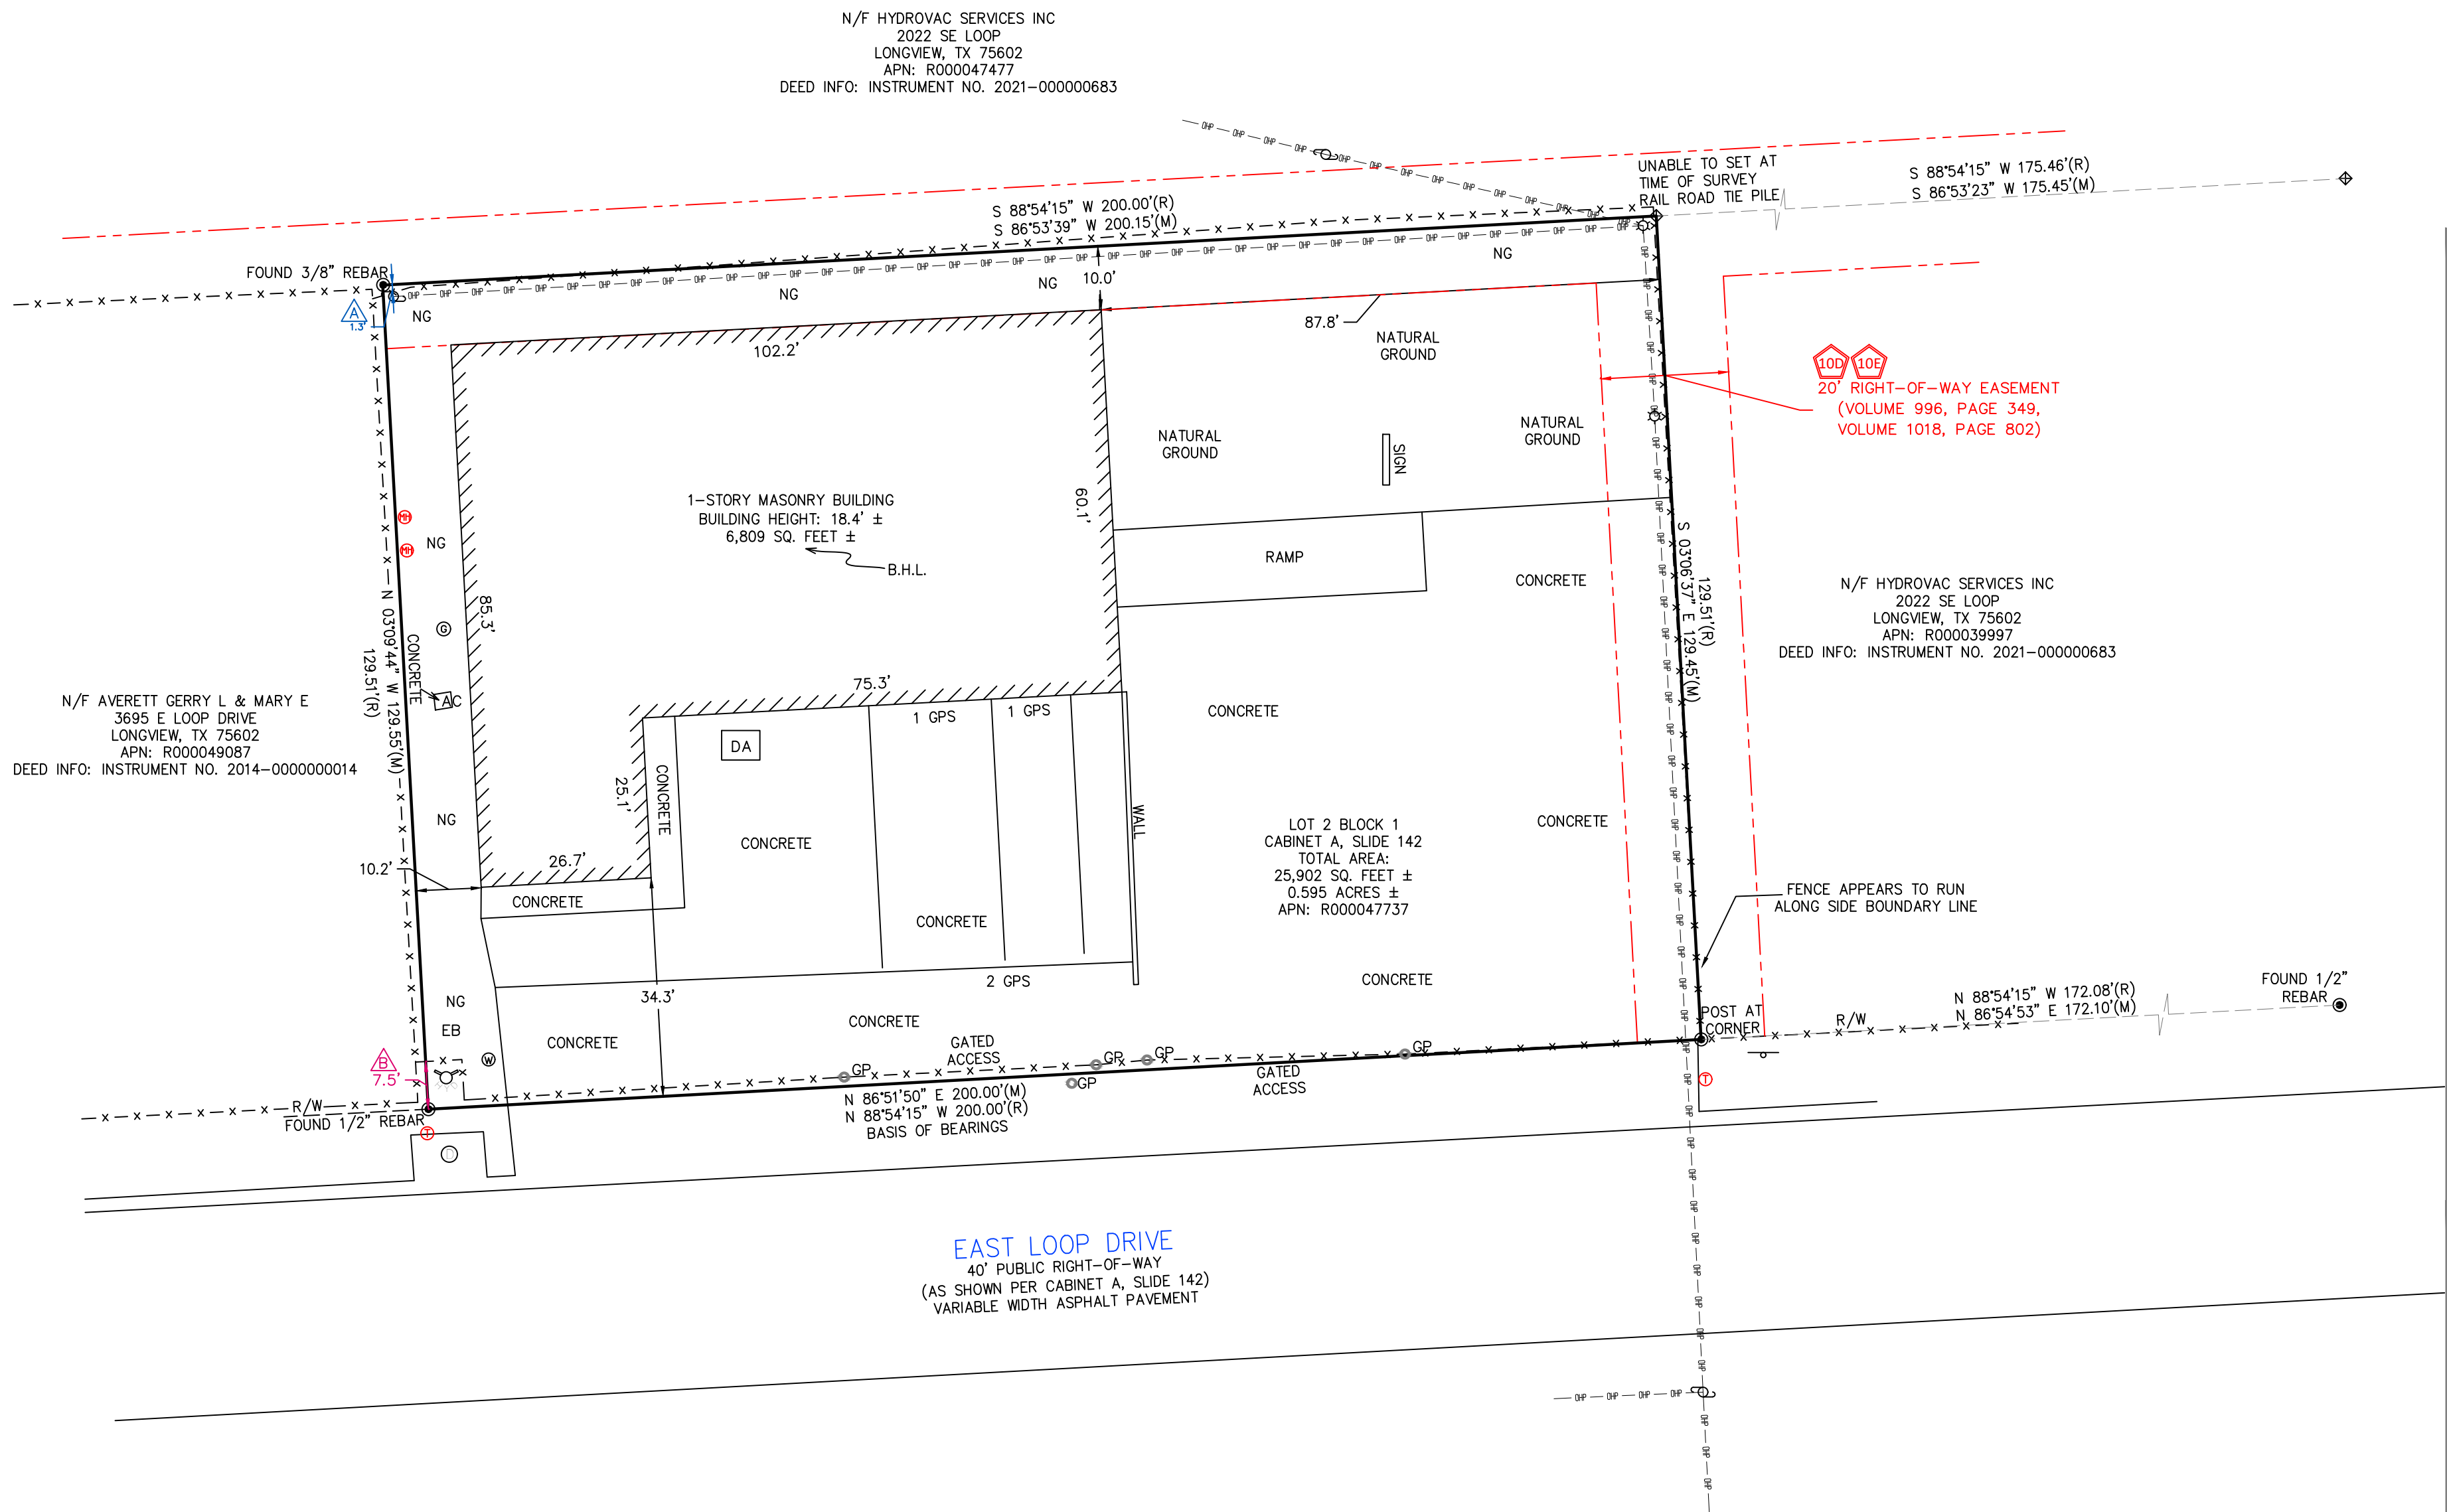 N/F HYDROVAC SERVICES INC
2022 SE LOOP
LONGVIEW, TX 75602
APN: R000047477
DEED INFO: INSTRUMENT NO. 2021-000000683
UNABLE TO SET AT
TIME OF SURVEY
RAIL ROAD TIE PILE
S 88°54'15" W 175.46'(R)
S 86°53'23" W 175.45'(M)
S 88°54'15" W 200.00'(R)
S 86°53'39" W 200.15'(M)
FOUND 3/8" REBAR
A
1.3'
NG
NG
NG
10.0'
NG
87.8'
NATURAL
GROUND
102.2'
10D
10E
20' RIGHT-OF-WAY EASEMENT
(VOLUME 996, PAGE 349,
VOLUME 1018, PAGE 802)
NATURAL
GROUND
SIGN
NATURAL
GROUND
1-STORY MASONRY BUILDING
BUILDING HEIGHT: 18.4' ±
6,809 SQ. FEET ±
B.H.L.
60.1'
MH
MH
NG
RAMP
CONCRETE
S 03°06'37" E 129.45'(M)
129.51'(R)
N/F HYDROVAC SERVICES INC
2022 SE LOOP
LONGVIEW, TX 75602
APN: R000039997
DEED INFO: INSTRUMENT NO. 2021-000000683
85.3'
G
CONCRETE
N 03°09'44" W 129.55'(M)
129.51'(R)
AC
N/F AVERETT GERRY L & MARY E
3695 E LOOP DRIVE
LONGVIEW, TX 75602
APN: R000049087
DEED INFO: INSTRUMENT NO. 2014-0000000014
75.3'
1 GPS
1 GPS
CONCRETE
DA
25.1'
CONCRETE
CONCRETE
WALL
NG
LOT 2 BLOCK 1
CABINET A, SLIDE 142
TOTAL AREA:
25,902 SQ. FEET ±
0.595 ACRES ±
APN: R000047737
CONCRETE
10.2'
26.7'
CONCRETE
CONCRETE
FENCE APPEARS TO RUN
ALONG SIDE BOUNDARY LINE
2 GPS
CONCRETE
34.3'
NG
EB
CONCRETE
CONCRETE
GATED
ACCESS
W
B
7.5'
GP
GP
GP
GP
GP
GATED
ACCESS
POST AT
CORNER
R/W
N 88°54'15" W 172.08'(R)
N 86°54'53" E 172.10'(M)
FOUND 1/2"
REBAR
T
R/W
FOUND 1/2" REBAR
T
D
N 86°51'50" E 200.00'(M)
N 88°54'15" W 200.00'(R)
BASIS OF BEARINGS
EAST LOOP DRIVE
40' PUBLIC RIGHT-OF-WAY
(AS SHOWN PER CABINET A, SLIDE 142)
VARIABLE WIDTH ASPHALT PAVEMENT
OHP OHP OHP OHP